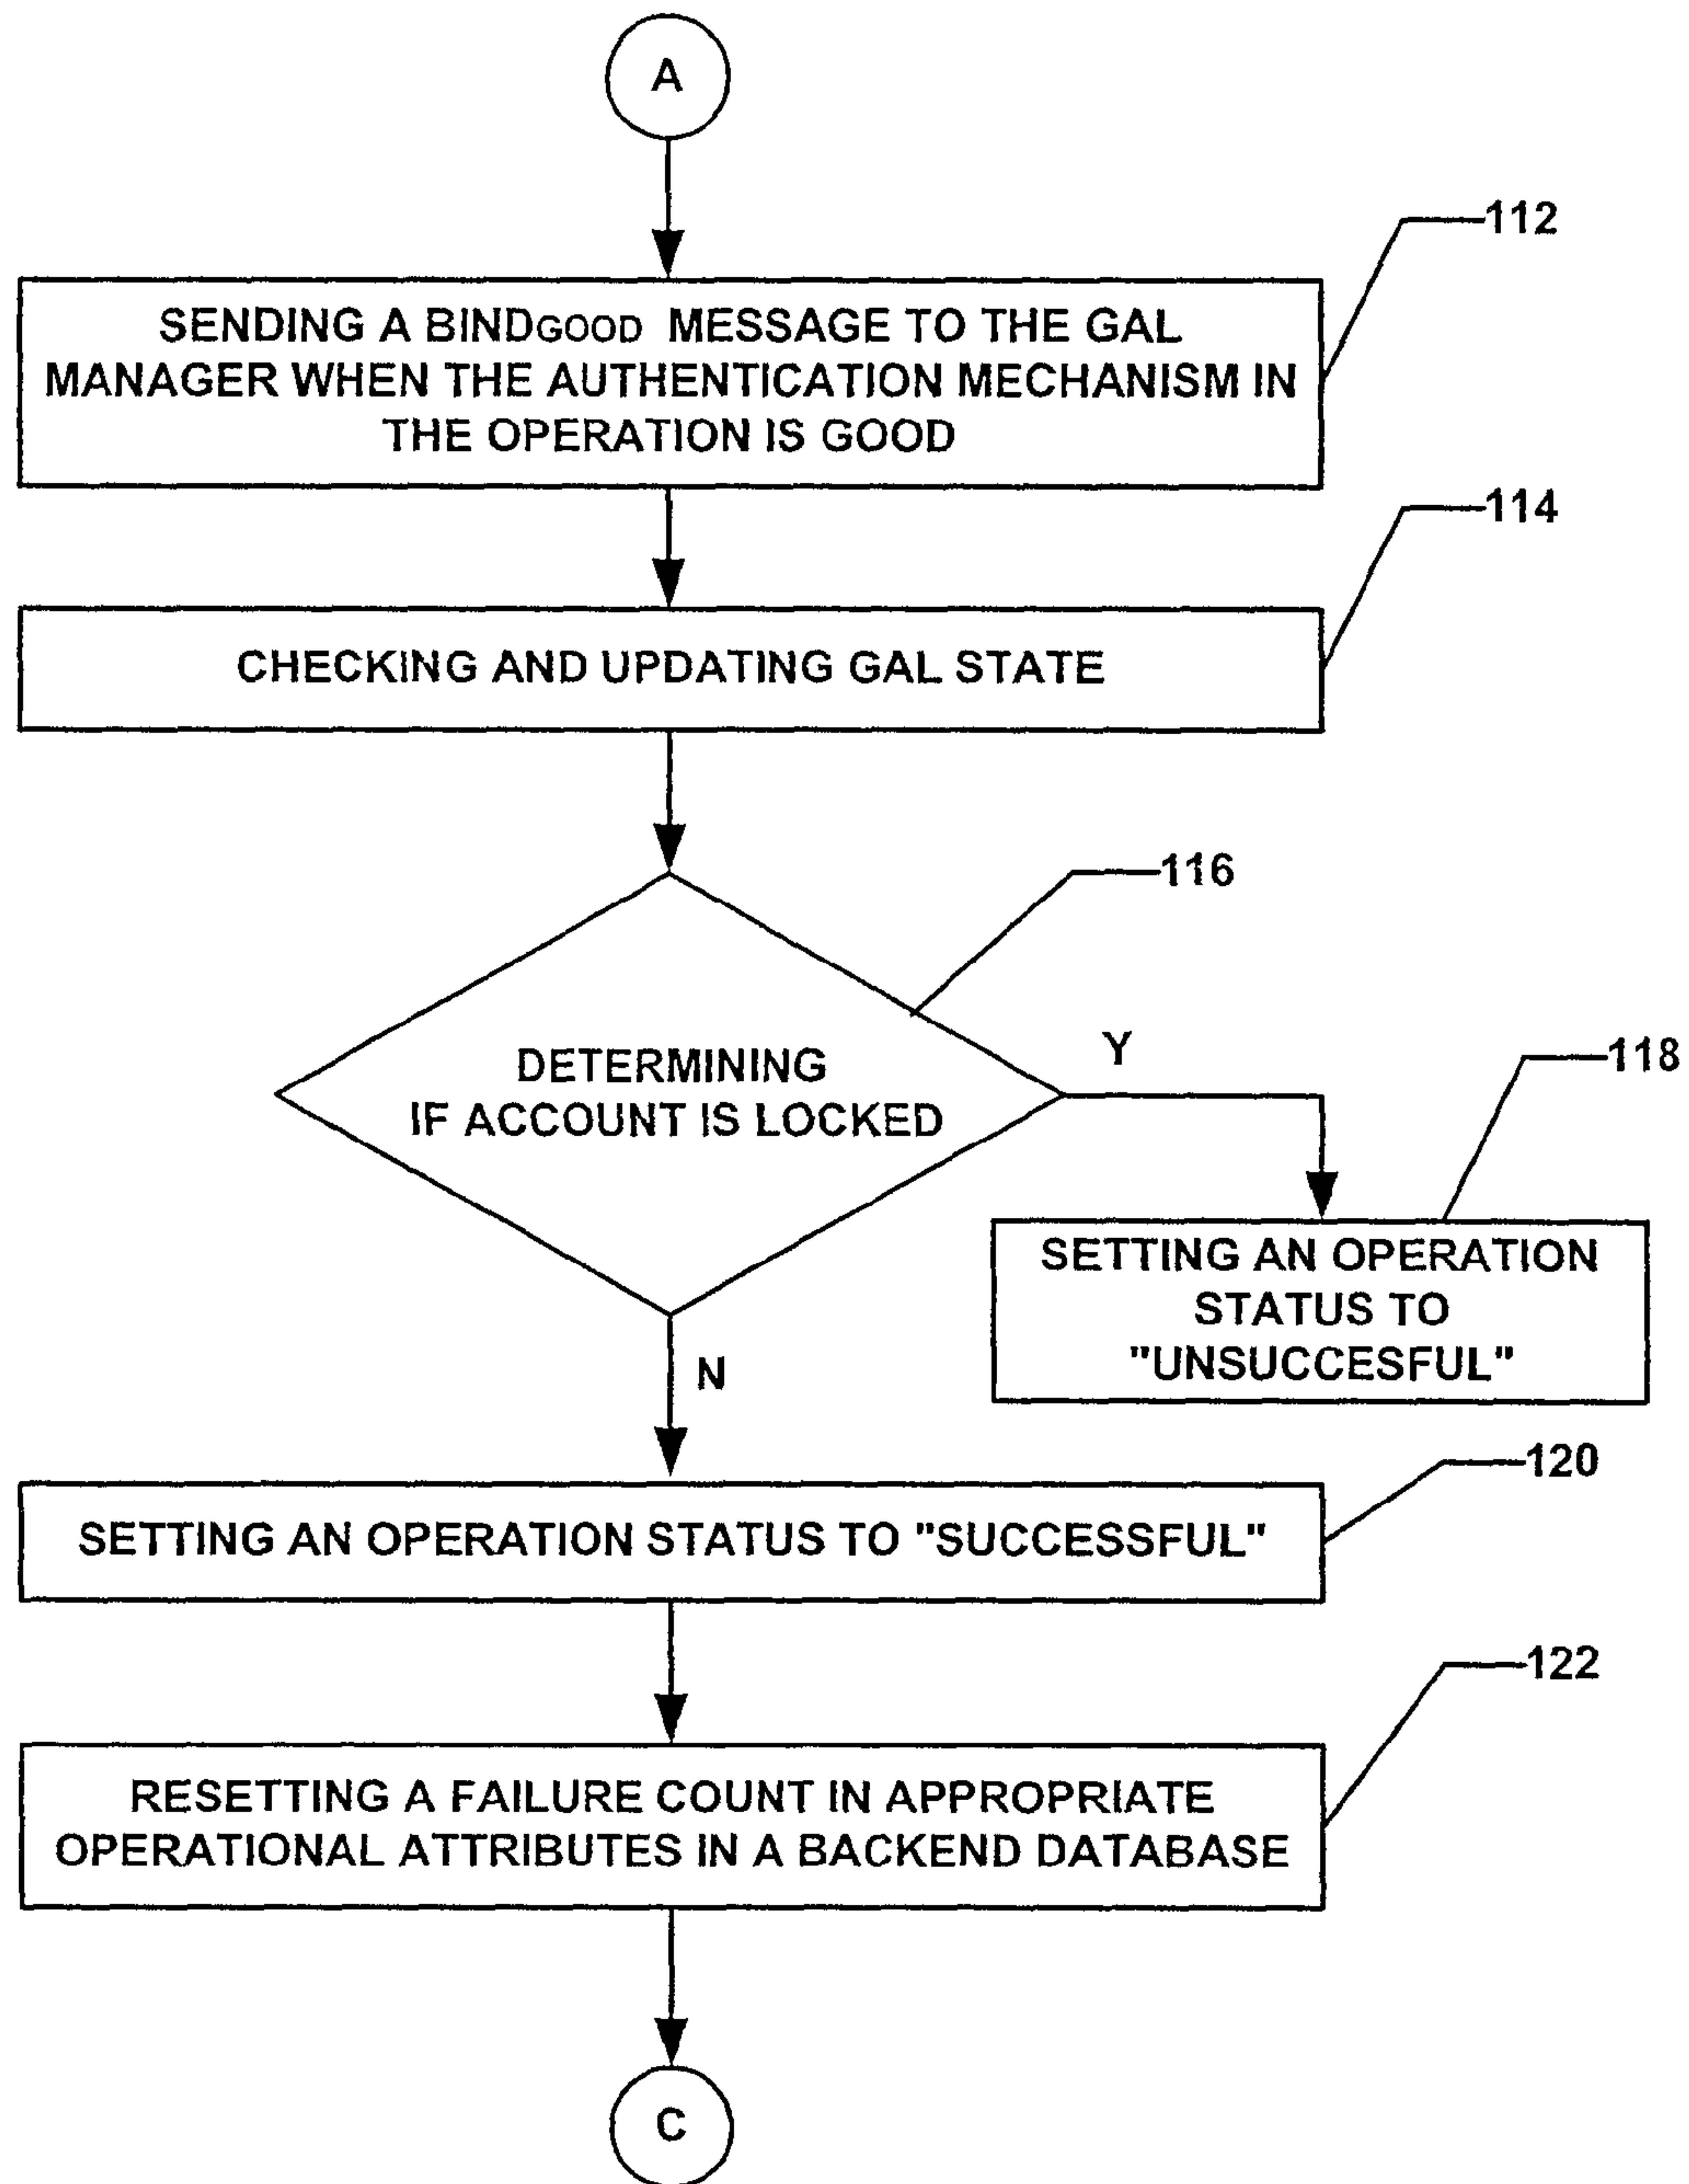 A
112
SENDING A BINDGOOD MESSAGE TO THE GAL
MANAGER WHEN THE AUTHENTICATION MECHANISM IN
THE OPERATION IS GOOD
114
CHECKING AND UPDATING GAL STATE
116
DETERMINING
IF ACCOUNT IS LOCKED
Y
118
SETTING AN OPERATION
STATUS TO
"UNSUCCESFUL"
N
120
SETTING AN OPERATION STATUS TO "SUCCESSFUL"
122
RESETTING A FAILURE COUNT IN APPROPRIATE
OPERATIONAL ATTRIBUTES IN A BACKEND DATABASE
C